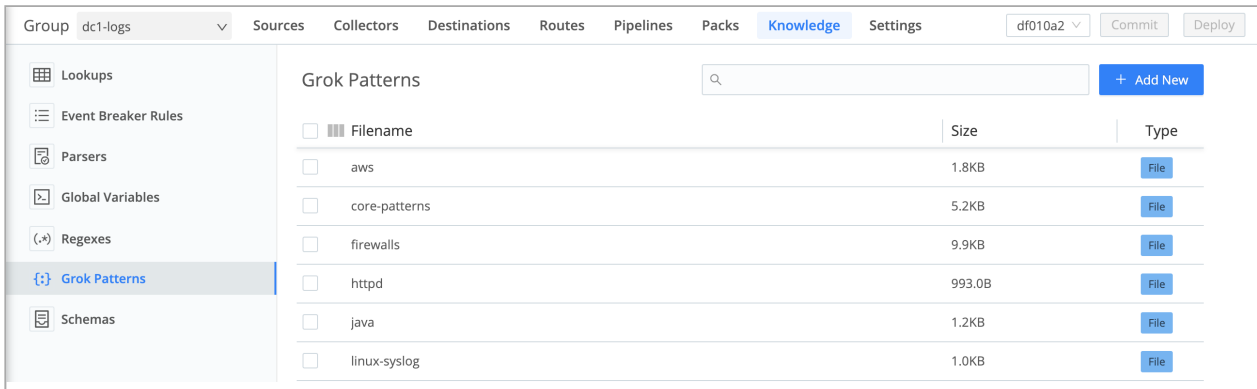 Group dc1-logs Sources Collectors Destinations Routes Pipelines Packs Knowledge Settings df010a2 Commit Deploy
Lookups
Event Breaker Rules
Parsers
Global Variables
(.*) Regexes
{:} Grok Patterns
Schemas
Grok Patterns
+ Add New
Filename Size Type
aws 1.8KB File
core-patterns 5.2KB File
firewalls 9.9KB File
httpd 993.0B File
java 1.2KB File
linux-syslog 1.0KB File